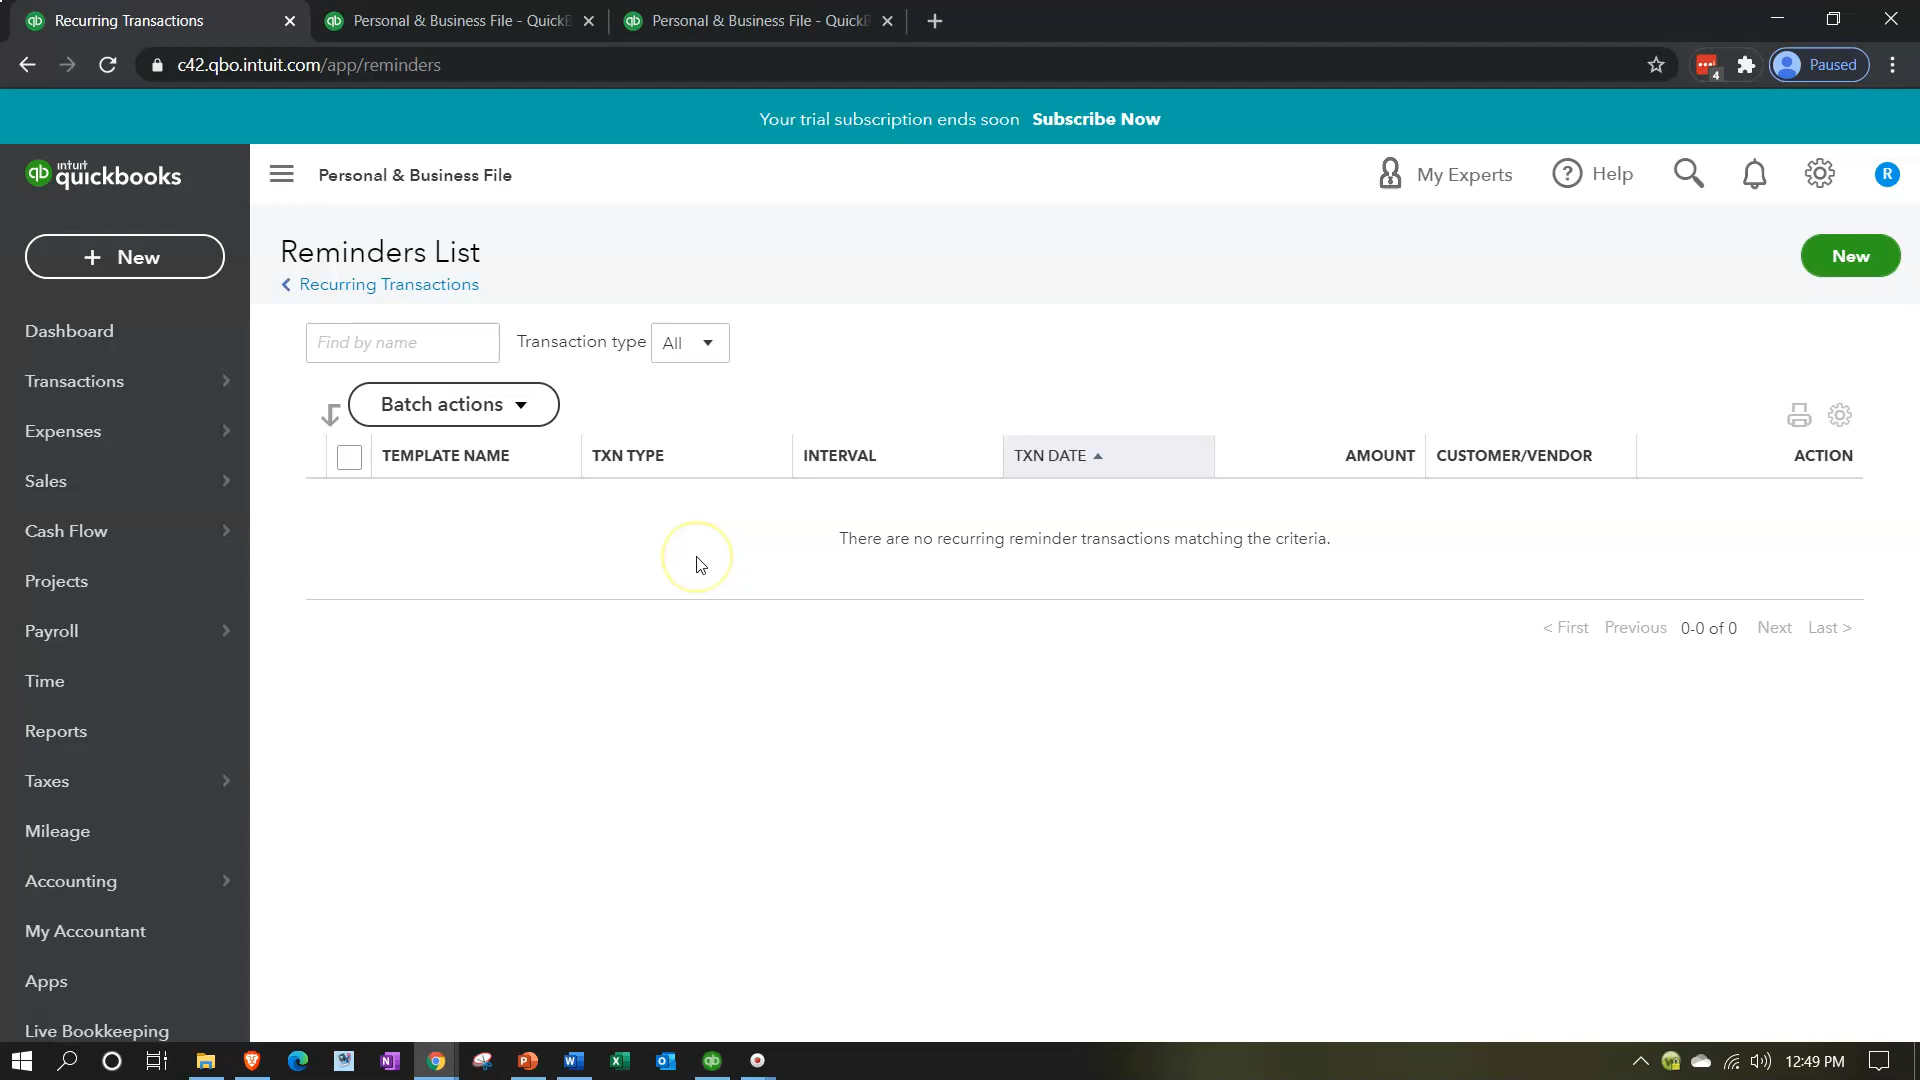 Recurring Transactions
Personal & Business File - QuickB
Personal & Business File - QuickB
c42.qbo.intuit.com/app/reminders
4
Paused
Your trial subscription ends soon Subscribe Now
qb intuit quickbooks
Personal & Business File
My Experts
? Help
R
+ New
Reminders List
Recurring Transactions
New
Find by name
Transaction type
All
Batch actions
TEMPLATE NAME
TXN TYPE
INTERVAL
TXN DATE
AMOUNT
CUSTOMER/VENDOR
ACTION
There are no recurring reminder transactions matching the criteria.
< First Previous 0-0 of 0 Next Last >
Dashboard
Transactions
Expenses
Sales
Cash Flow
Projects
Payroll
Time
Reports
Taxes
Mileage
Accounting
My Accountant
Apps
Live Bookkeeping
12:49 PM